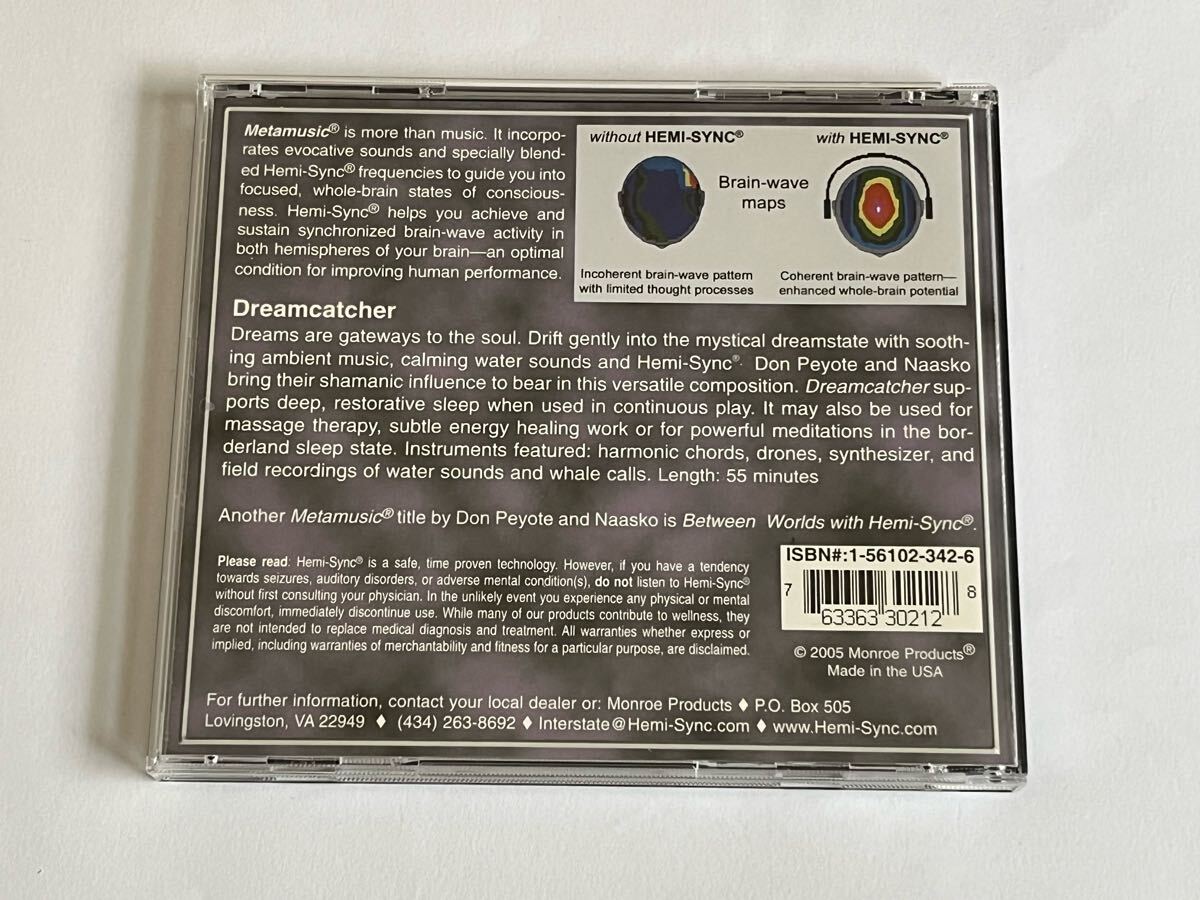 Metamusic® is more than music. It incorpo-
rates evocative sounds and specially blend-
ed Hemi-Sync® frequencies to guide you into
focused, whole-brain states of conscious-
ness. Hemi-Sync® helps you achieve and
sustain synchronized brain-wave activity in
both hemispheres of your brain—an optimal
condition for improving human performance.
without HEMI-SYNC®
with HEMI-SYNC®
Brain-wave
maps
Incoherent brain-wave pattern
with limited thought processes
Coherent brain-wave pattern—
enhanced whole-brain potential
Dreamcatcher
Dreams are gateways to the soul. Drift gently into the mystical dreamstate with sooth-
ing ambient music, calming water sounds and Hemi-Sync®. Don Peyote and Naasko
bring their shamanic influence to bear in this versatile composition. Dreamcatcher sup-
ports deep, restorative sleep when used in continuous play. It may also be used for
massage therapy, subtle energy healing work or for powerful meditations in the bor-
derland sleep state. Instruments featured: harmonic chords, drones, synthesizer, and
field recordings of water sounds and whale calls. Length: 55 minutes
Another Metamusic® title by Don Peyote and Naasko is Between Worlds with Hemi-Sync®.
Please read: Hemi-Sync® is a safe, time proven technology. However, if you have a tendency
towards seizures, auditory disorders, or adverse mental condition(s), do not listen to Hemi-Sync®
without first consulting your physician. In the unlikely event you experience any physical or mental
discomfort, immediately discontinue use. While many of our products contribute to wellness, they
are not intended to replace medical diagnosis and treatment. All warranties whether express or
implied, including warranties of merchantability and fitness for a particular purpose, are disclaimed.
ISBN#:1-56102-342-6
7 63363 30212 8
© 2005 Monroe Products®
Made in the USA
For further information, contact your local dealer or: Monroe Products ♦ P.O. Box 505
Lovingston, VA 22949 ♦ (434) 263-8692 ♦ Interstate@Hemi-Sync.com ♦ www.Hemi-Sync.com